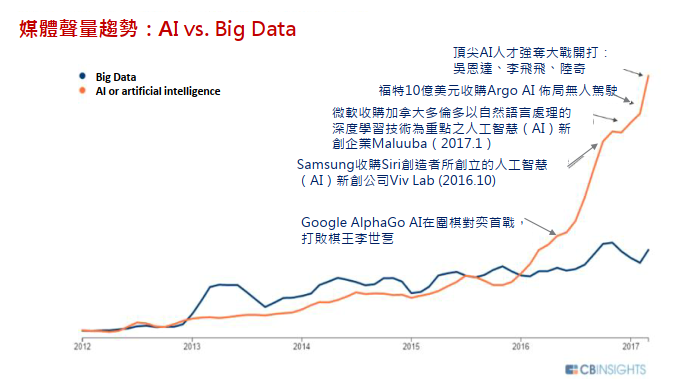 媒體聲量趨勢：AI vs. Big Data
Big Data
AI or artificial intelligence
頂尖AI人才強奪大戰開打：
吳恩達、李飛飛、陸奇
福特10億美元收購Argo AI 佈局無人駕駛
微軟收購加拿大多倫多以自然語言處理的
深度學習技術為重點之人工智慧（AI）新
創企業Maluuba（2017.1）
Samsung收購Siri創造者所創立的人工智慧
（AI）新創公司Viv Lab (2016.10)
Google AlphaGo AI在圍棋對奕首戰，
打敗棋王李世乭
2012
2013
2014
2015
2016
2017
CBINSIGHTS